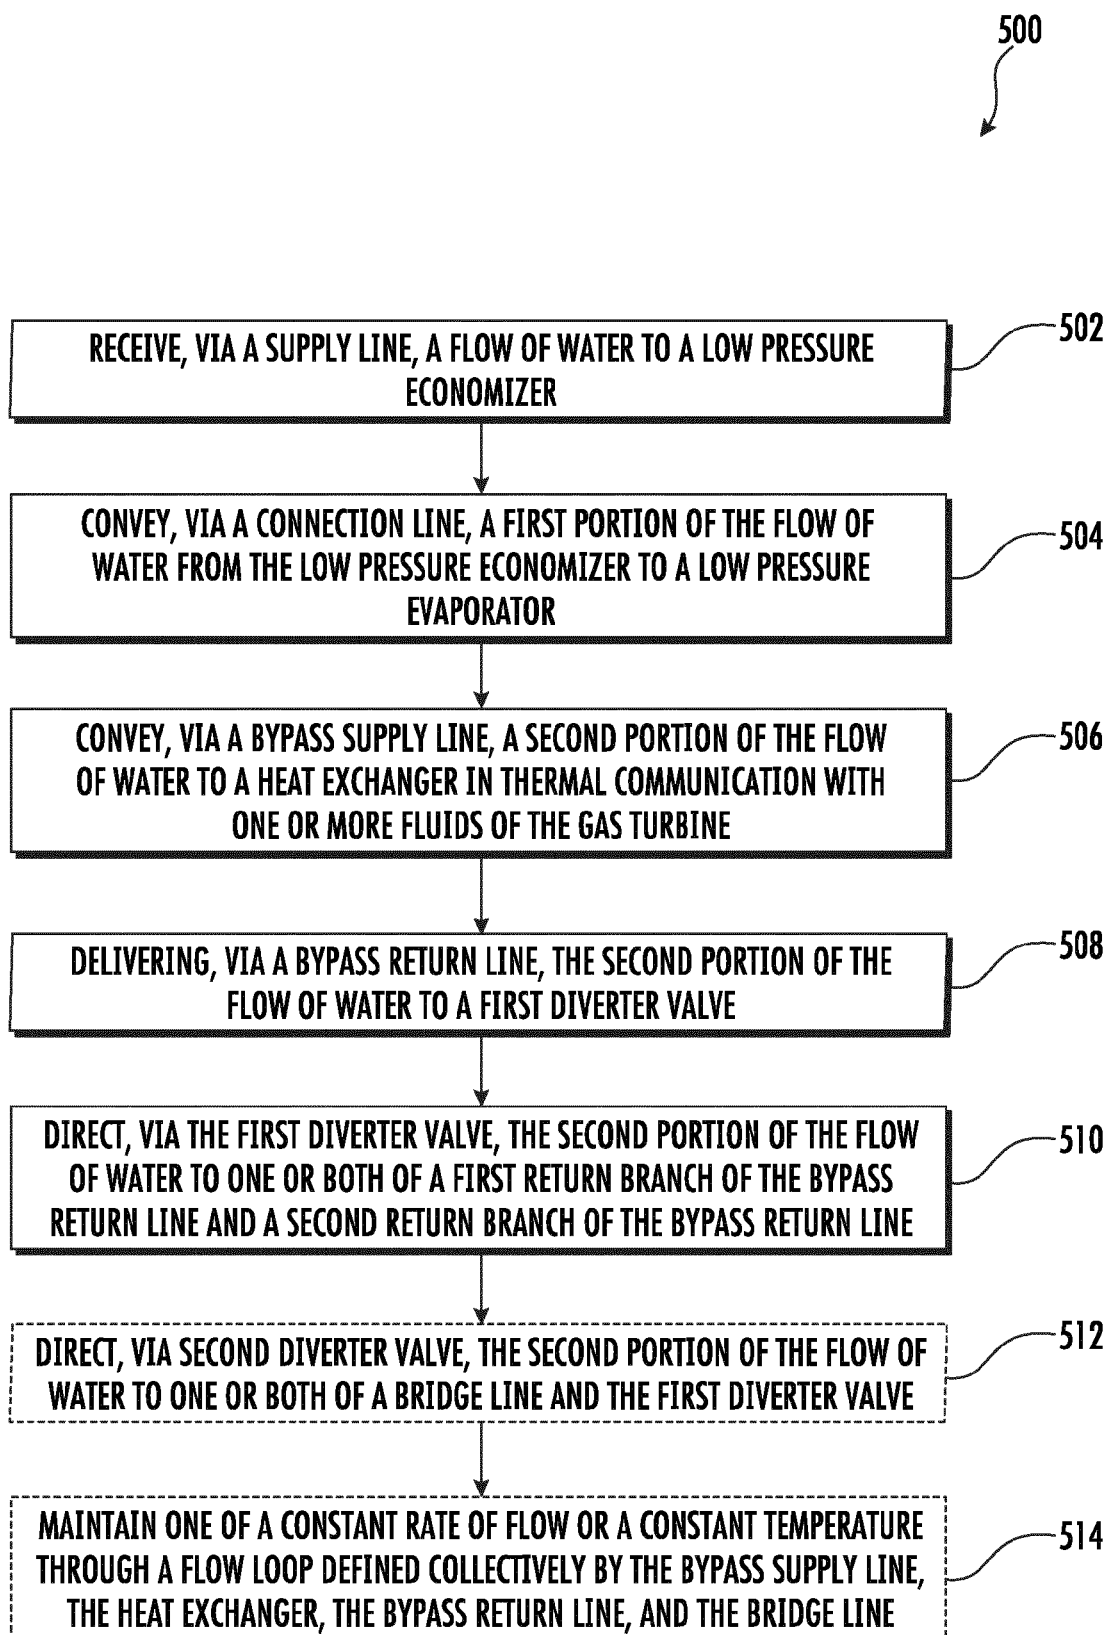 500
RECEIVE, VIA A SUPPLY LINE, A FLOW OF WATER TO A LOW PRESSURE
ECONOMIZER
502
CONVEY, VIA A CONNECTION LINE, A FIRST PORTION OF THE FLOW OF
WATER FROM THE LOW PRESSURE ECONOMIZER TO A LOW PRESSURE
EVAPORATOR
504
CONVEY, VIA A BYPASS SUPPLY LINE, A SECOND PORTION OF THE FLOW
OF WATER TO A HEAT EXCHANGER IN THERMAL COMMUNICATION WITH
ONE OR MORE FLUIDS OF THE GAS TURBINE
506
DELIVERING, VIA A BYPASS RETURN LINE, THE SECOND PORTION OF THE
FLOW OF WATER TO A FIRST DIVERTER VALVE
508
DIRECT, VIA THE FIRST DIVERTER VALVE, THE SECOND PORTION OF THE FLOW
OF WATER TO ONE OR BOTH OF A FIRST RETURN BRANCH OF THE BYPASS
RETURN LINE AND A SECOND RETURN BRANCH OF THE BYPASS RETURN LINE
510
DIRECT, VIA SECOND DIVERTER VALVE, THE SECOND PORTION OF THE FLOW OF
WATER TO ONE OR BOTH OF A BRIDGE LINE AND THE FIRST DIVERTER VALVE
512
MAINTAIN ONE OF A CONSTANT RATE OF FLOW OR A CONSTANT TEMPERATURE
THROUGH A FLOW LOOP DEFINED COLLECTIVELY BY THE BYPASS SUPPLY LINE,
THE HEAT EXCHANGER, THE BYPASS RETURN LINE, AND THE BRIDGE LINE
514